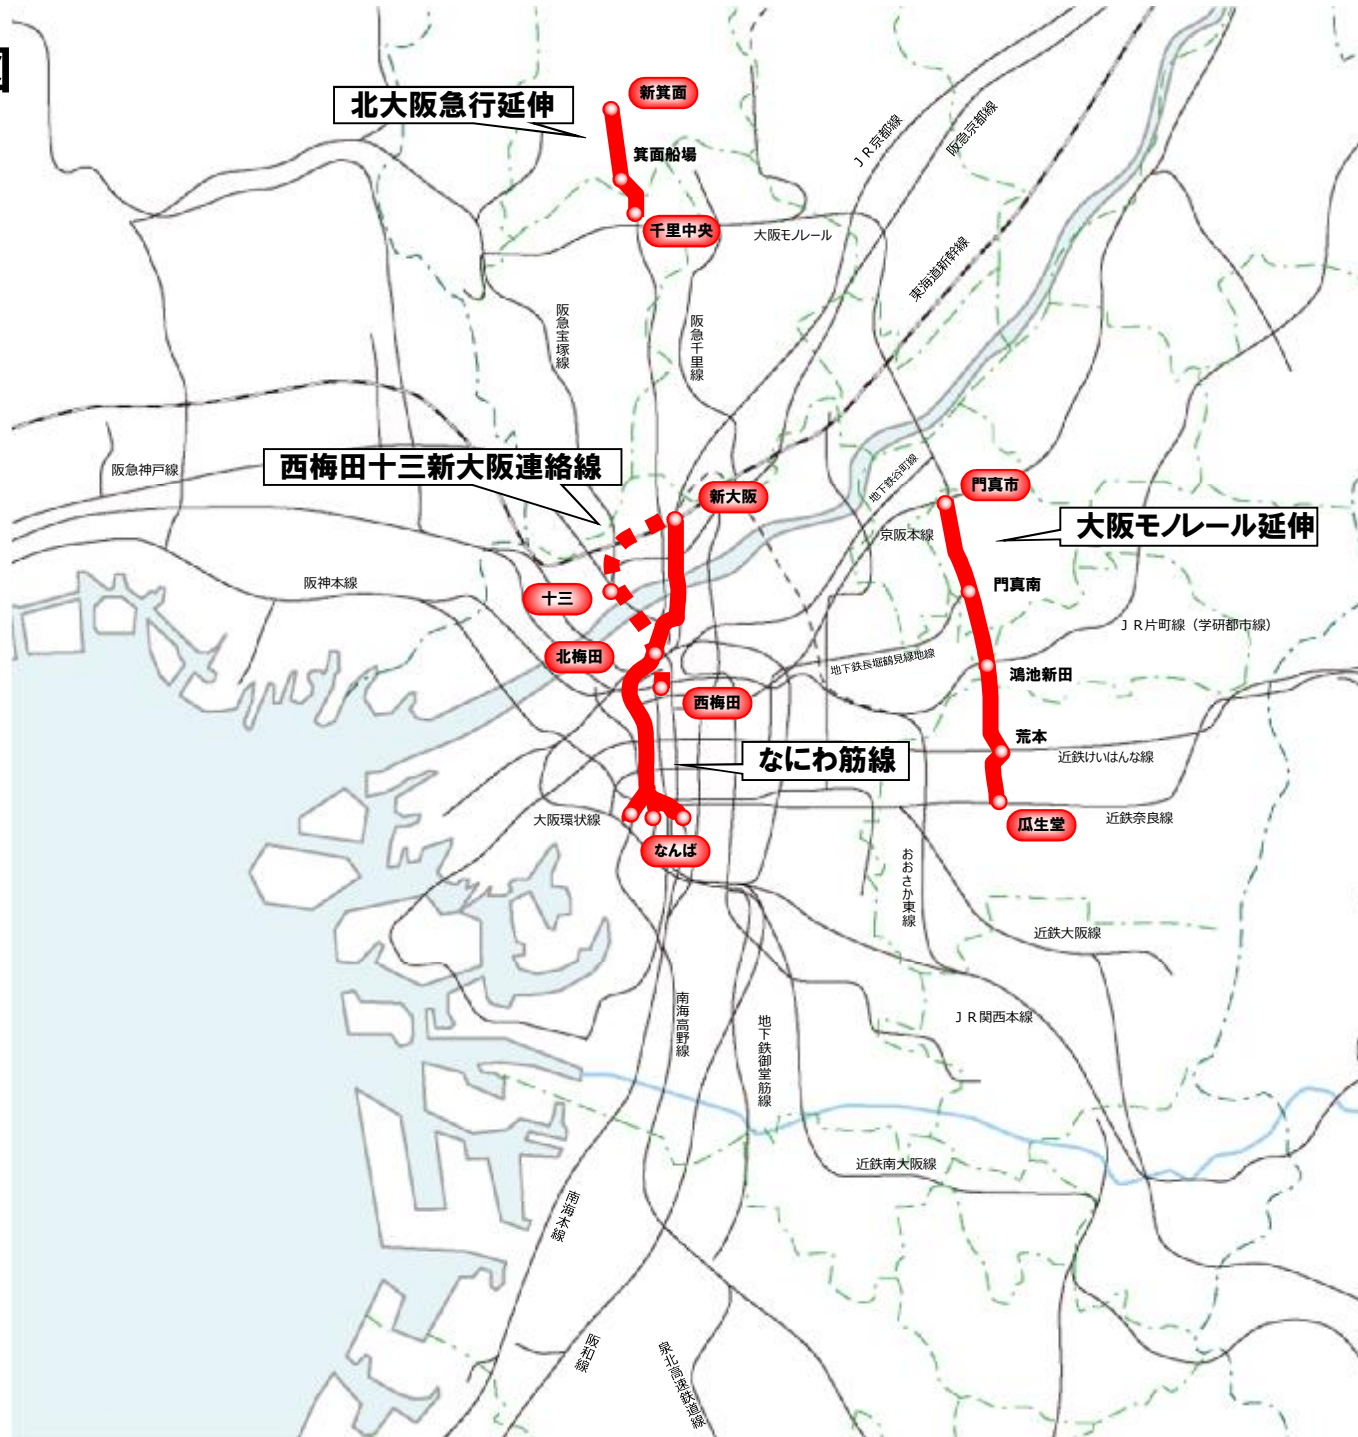 図
新箕面
北大阪急行延伸
箕面船場
千里中央
大阪モノレール
JR京都線
阪急京都線
東海道新幹線
阪急宝塚線
阪急千里線
阪急神戸線
西梅田十三新大阪連絡線
新大阪
地下鉄谷町線
門真市
京阪本線
大阪モノレール延伸
阪神本線
十三
門真南
JR片町線（学研都市線）
北梅田
地下鉄長堀鶴見緑地線
鴻池新田
西梅田
荒本
なにわ筋線
近鉄けいはんな線
大阪環状線
近鉄奈良線
瓜生堂
なんば
おおさか東線
近鉄大阪線
南海高野線
地下鉄御堂筋線
JR関西本線
近鉄南大阪線
南海本線
阪和線
泉北高速鉄道線